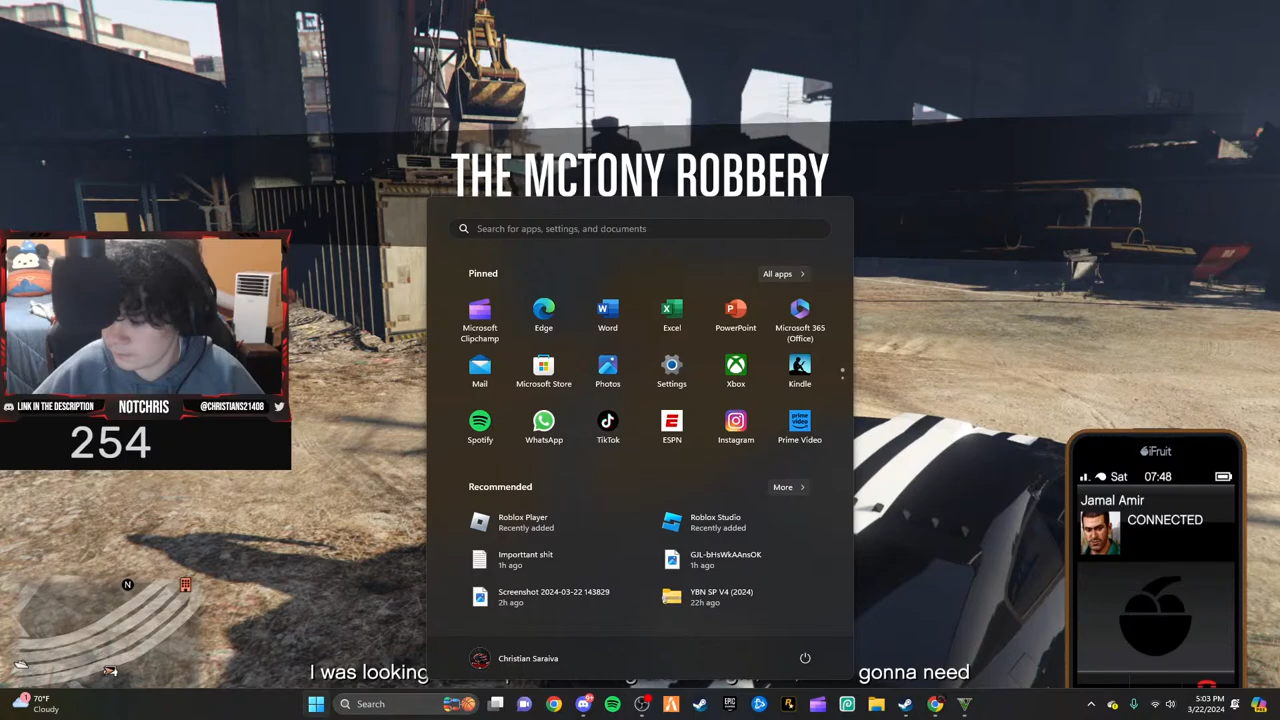 THE MCTONY ROBBERY
Search for apps, settings, and documents
Pinned
All apps
Microsoft Clipchamp
Edge
Word
Excel
PowerPoint
Microsoft 365 (Office)
Mail
Microsoft Store
Photos
Settings
Xbox
Kindle
Spotify
WhatsApp
TikTok
ESPN
Instagram
prime video
Prime Video
Recommended
More
Roblox Player
Recently added
Roblox Studio
Recently added
Importtant shit
1h ago
GJL-bHsWkAAnsOK
1h ago
Screenshot 2024-03-22 143829
2h ago
YBN SP V4 (2024)
22h ago
Christian Saraiva
LINK IN THE DESCRIPTION
NOTCHRIS
@CHRISTIANS21408
254
N
iFruit
Sat 07:48
Jamal Amir
CONNECTED
I was looking
gonna need
1
70°F
Cloudy
Search
EPIC
5:03 PM
3/22/2024